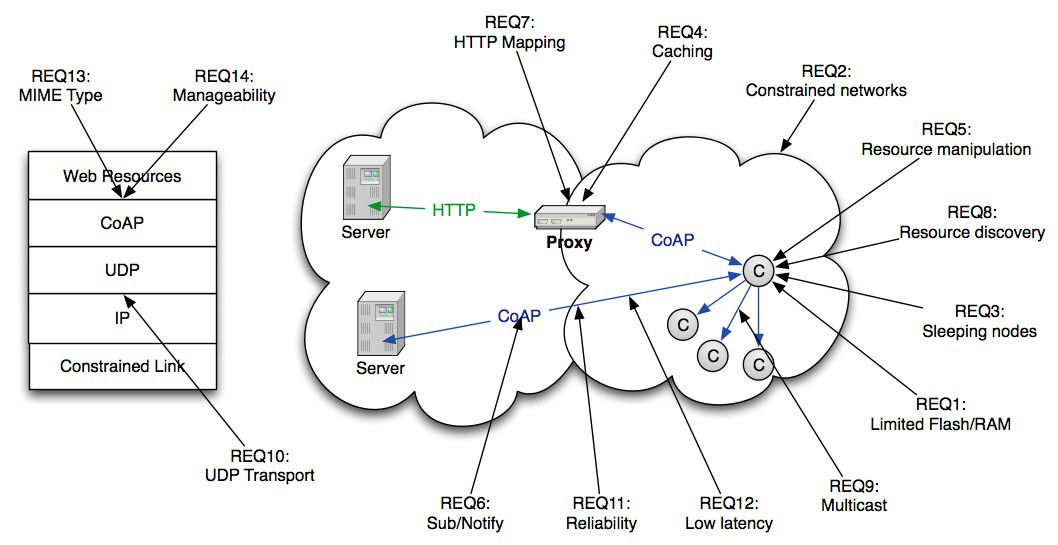 REQ7:
HTTP Mapping
REQ4:
Caching
REQ13:
MIME Type
REQ14:
Manageability
REQ2:
Constrained networks
REQ5:
Resource manipulation
Web Resources
CoAP
UDP
IP
Constrained Link
Server
HTTP
Proxy
CoAP
C
REQ8:
Resource discovery
REQ3:
Sleeping nodes
CoAP
Server
C
C
C
REQ1:
Limited Flash/RAM
REQ10:
UDP Transport
REQ6:
Sub/Notify
REQ11:
Reliability
REQ12:
Low latency
REQ9:
Multicast